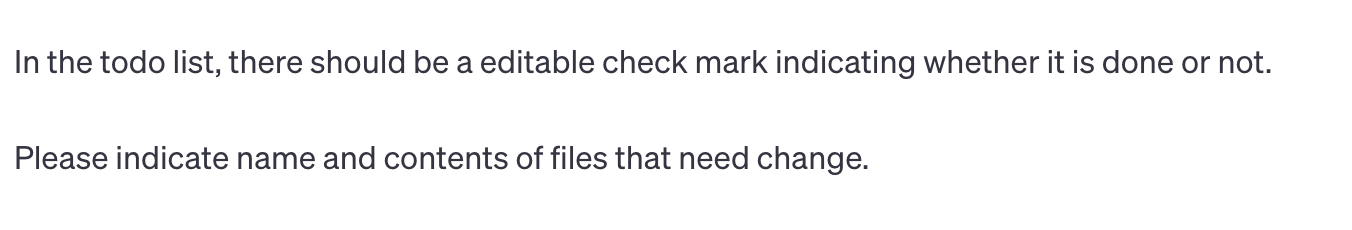 In the todo list, there should be a editable check mark indicating whether it is done or not.
Please indicate name and contents of files that need change.